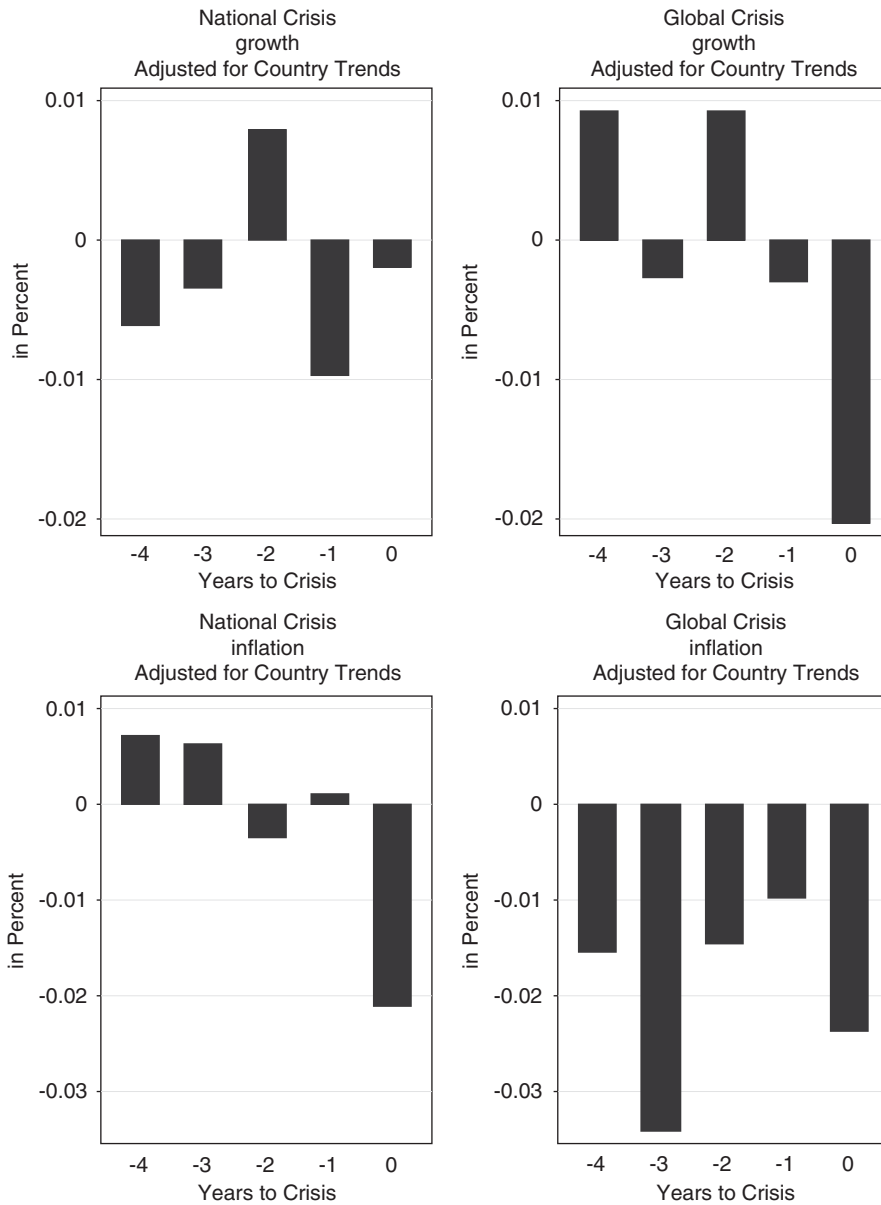 National Crisis
growth
Adjusted for Country Trends
0.01
0
-0.01
-0.02
in Percent
-4 -3 -2 -1 0
Years to Crisis
Global Crisis
growth
Adjusted for Country Trends
0.01
0
-0.01
-0.02
in Percent
-4 -3 -2 -1 0
Years to Crisis
National Crisis
inflation
Adjusted for Country Trends
0.01
0
-0.01
-0.02
-0.03
in Percent
-4 -3 -2 -1 0
Years to Crisis
Global Crisis
inflation
Adjusted for Country Trends
0.01
0
-0.01
-0.02
-0.03
in Percent
-4 -3 -2 -1 0
Years to Crisis